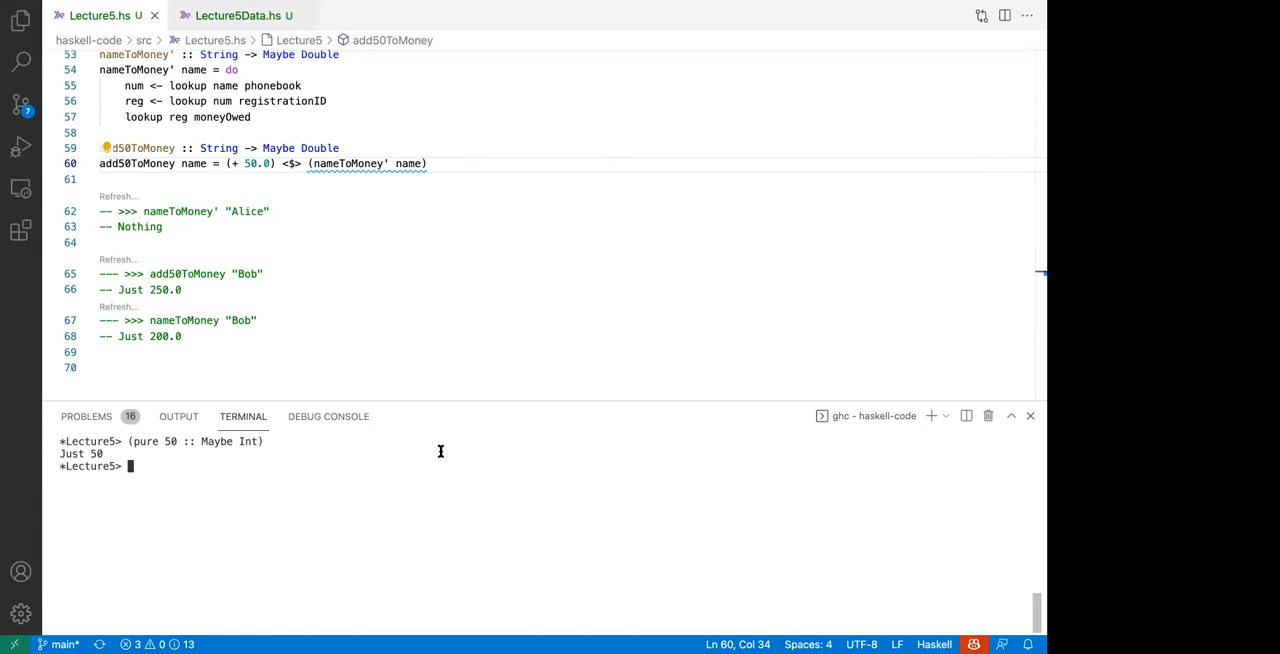 Lecture5.hs U
Lecture5Data.hs U
haskell-code > src > Lecture5.hs > Lecture5 > add50ToMoney
53 nameToMoney' :: String -> Maybe Double
54 nameToMoney' name = do
55 num <- lookup name phonebook
56 reg <- lookup num registrationID
57 lookup reg moneyOwed
58
59 d50ToMoney :: String -> Maybe Double
60 add50ToMoney name = (+ 50.0) <$> (nameToMoney' name)
61
Refresh...
62 -- >>> nameToMoney' "Alice"
63 -- Nothing
64
Refresh...
65 --- >>> add50ToMoney "Bob"
66 -- Just 250.0
Refresh...
67 --- >>> nameToMoney "Bob"
68 -- Just 200.0
69
70
7
PROBLEMS 16 OUTPUT TERMINAL DEBUG CONSOLE
ghc - haskell-code
*Lecture5> (pure 50 :: Maybe Int)
Just 50
*Lecture5>
main* 3 0 13
Ln 60, Col 34 Spaces: 4 UTF-8 LF Haskell